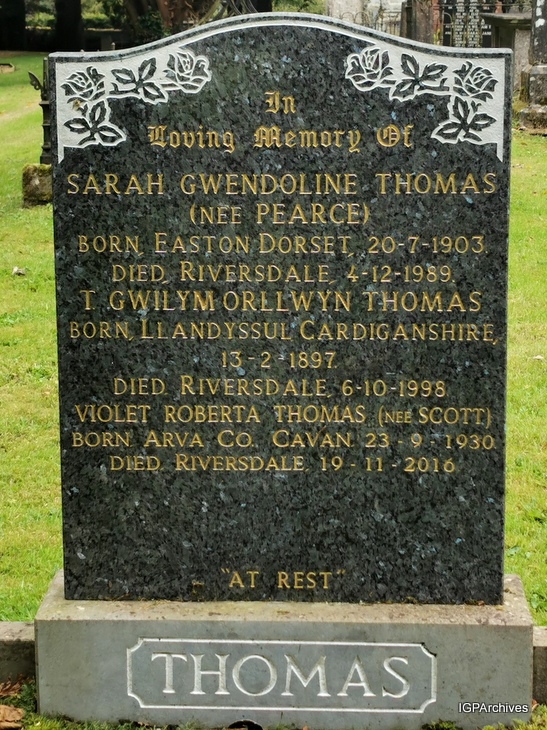 In
Loving Memory Of
SARAH GWENDOLINE THOMAS
(NEE PEARCE)
BORN, EASTON DORSET, 20-7-1903
DIED, RIVERSDALE, 4-12-1989.
T. GWILYM ORLLWYN THOMAS
BORN, LLANDYSSUL CARDIGANSHIRE,
13-2-1897.
DIED. RIVERSDALE, 6-10-1998
VIOLET ROBERTA THOMAS (NEE SCOTT)
BORN ARVA CO. CAVAN. 23-9-1930
DIED, RIVERSDALE, 19-11-2016
"AT REST"
THOMAS
IGPArchives